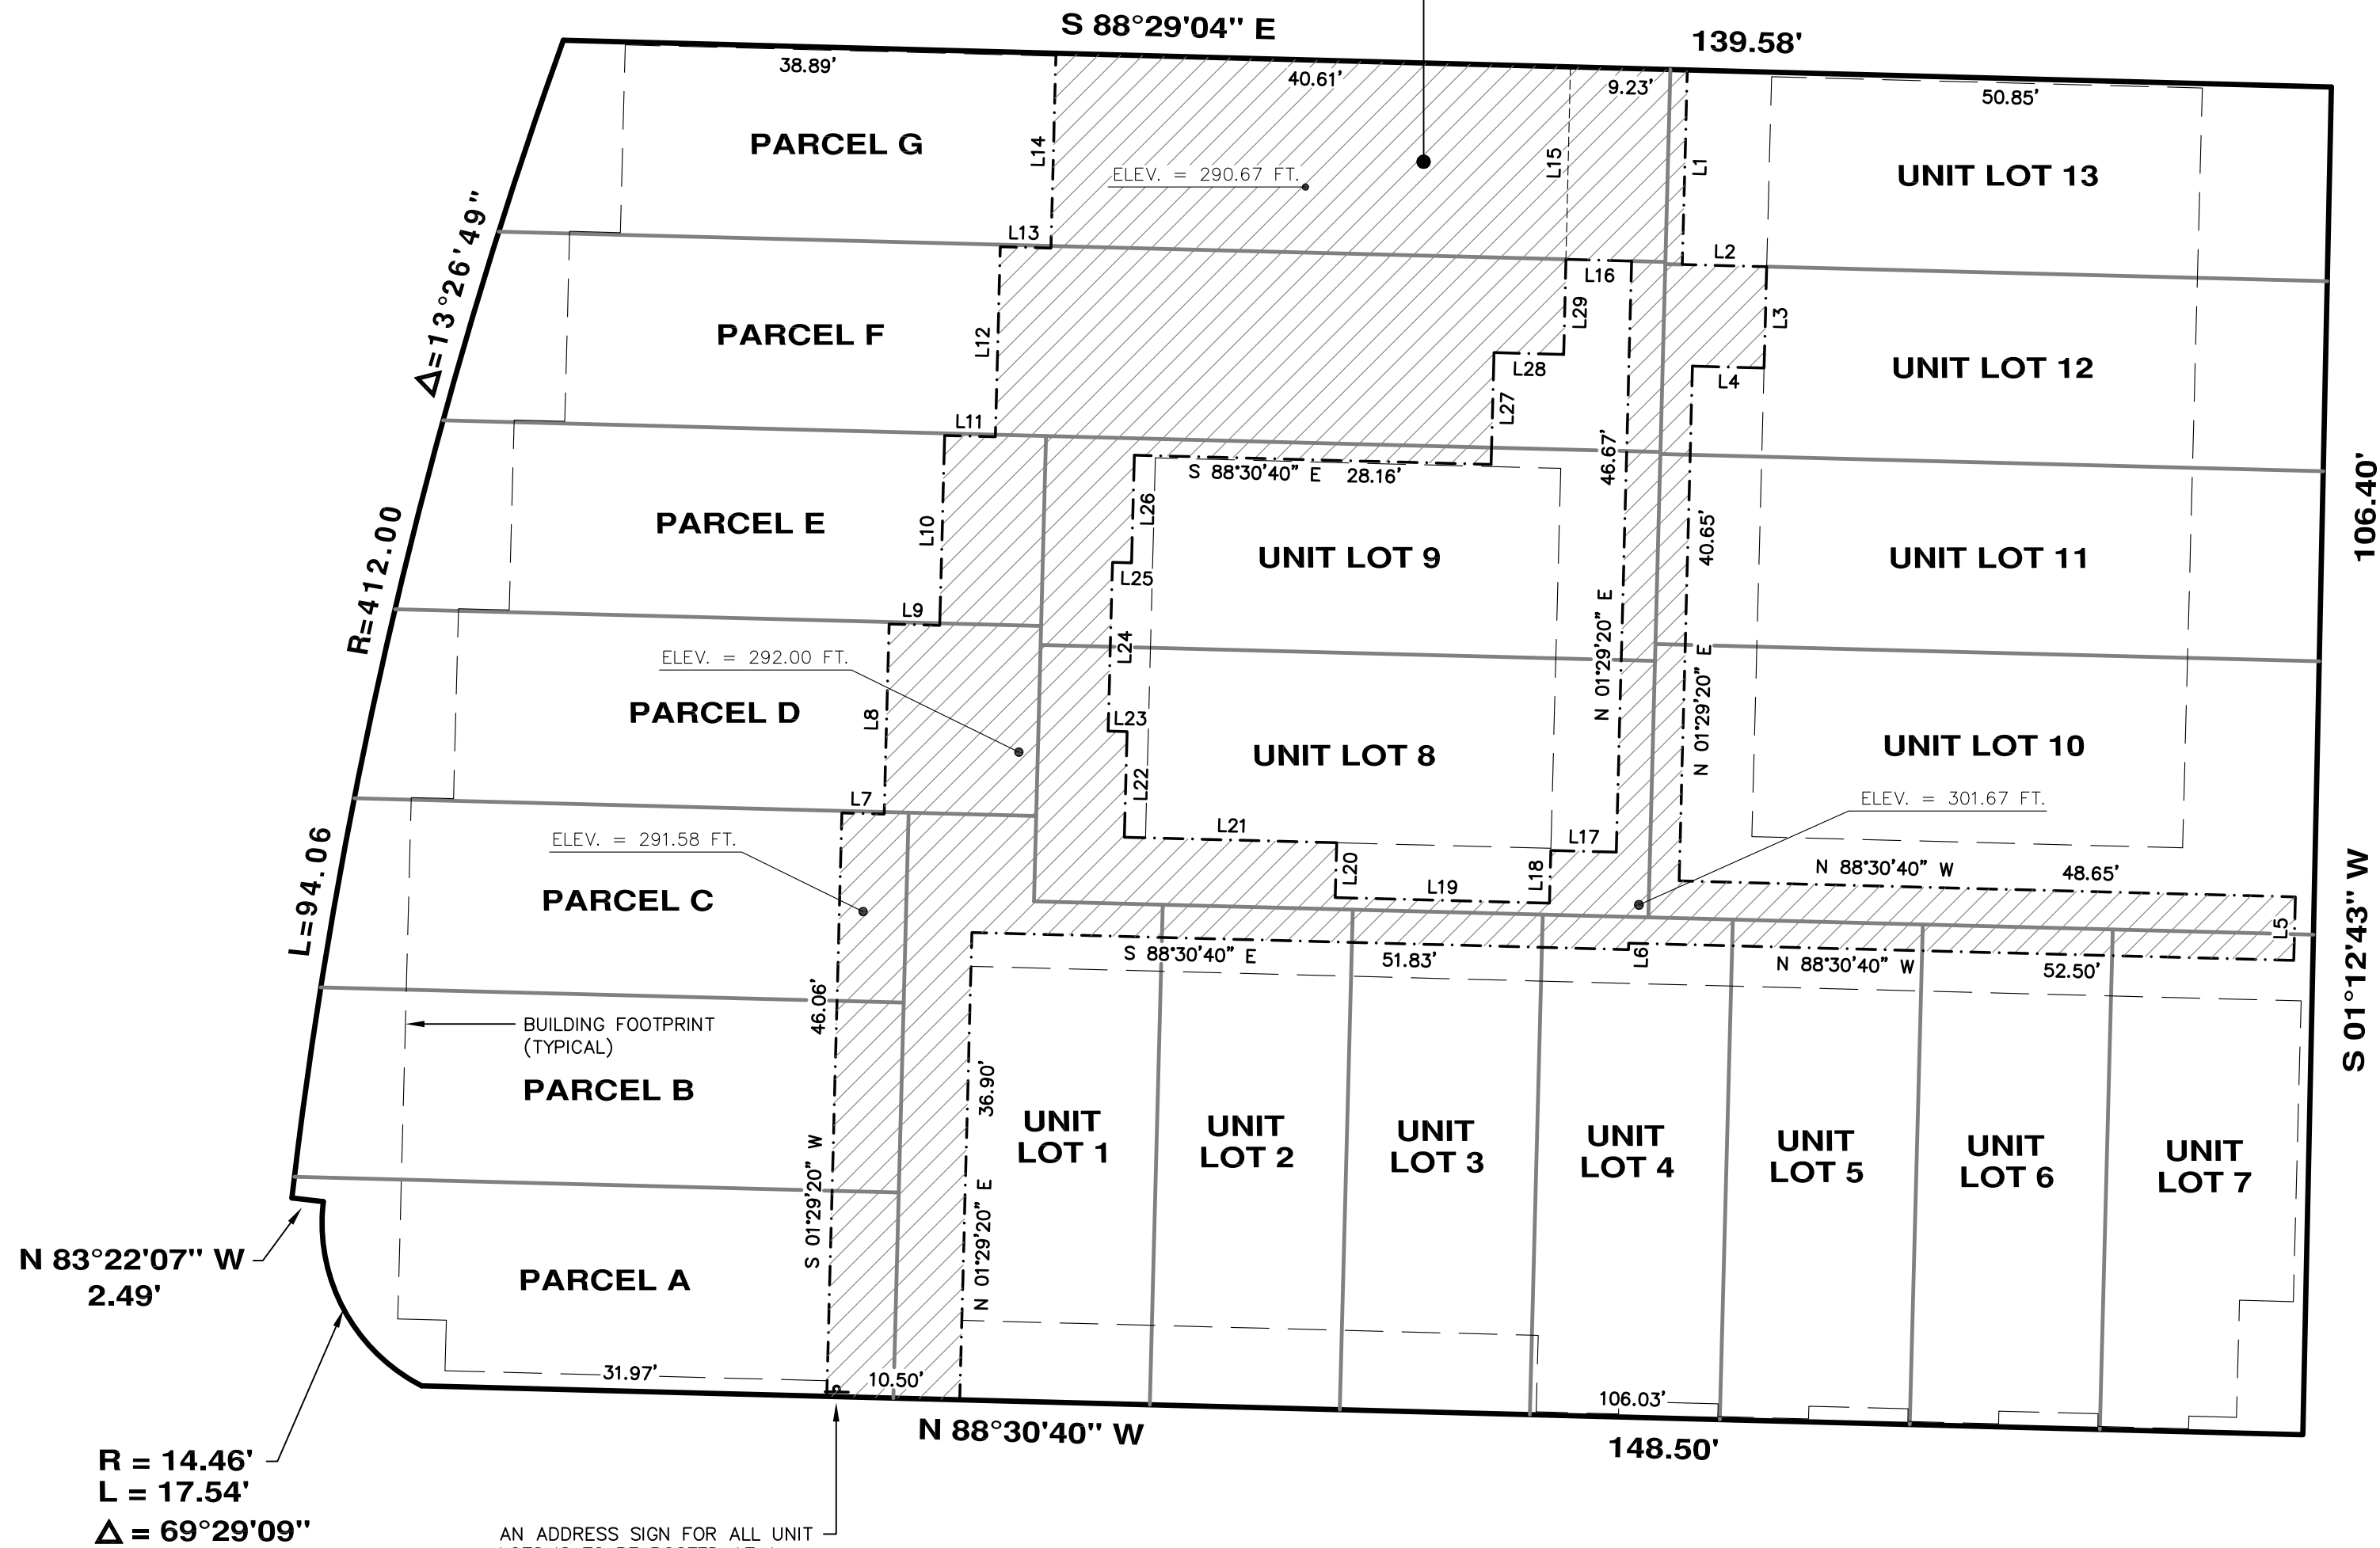 S 88°29'04" E
139.58'
38.89'
40.61'
9.23'
50.85'
PARCEL G
L14
ELEV. = 290.67 FT.
L15
L1
UNIT LOT 13
Δ=13°26'49"
L13
L16
L2
PARCEL F
L12
L29
L3
L28
L4
UNIT LOT 12
L27
L11
S 88°30'40" E 28.16'
46.67'
N 01°29'20" E
40.65'
N 01°29'20" E
106.40'
S 01°12'43" W
R=412.00
PARCEL E
L10
L26
L25
UNIT LOT 9
UNIT LOT 11
L9
L24
ELEV. = 292.00 FT.
PARCEL D
L8
L23
UNIT LOT 8
UNIT LOT 10
L22
L7
L21
L17
ELEV. = 301.67 FT.
ELEV. = 291.58 FT.
L=94.06
PARCEL C
L20
L19
L18
N 88°30'40" W
48.65'
L5
S 88°30'40" E
51.83'
L6
N 88°30'40" W
52.50'
46.06'
S 01°29'20" W
BUILDING FOOTPRINT
(TYPICAL)
36.90'
N 01°29'20" E
PARCEL B
UNIT
LOT 1
UNIT
LOT 2
UNIT
LOT 3
UNIT
LOT 4
UNIT
LOT 5
UNIT
LOT 6
UNIT
LOT 7
N 83°22'07" W
2.49'
PARCEL A
31.97'
10.50'
106.03'
N 88°30'40" W
148.50'
R = 14.46'
L = 17.54'
Δ = 69°29'09"
AN ADDRESS SIGN FOR ALL UNIT